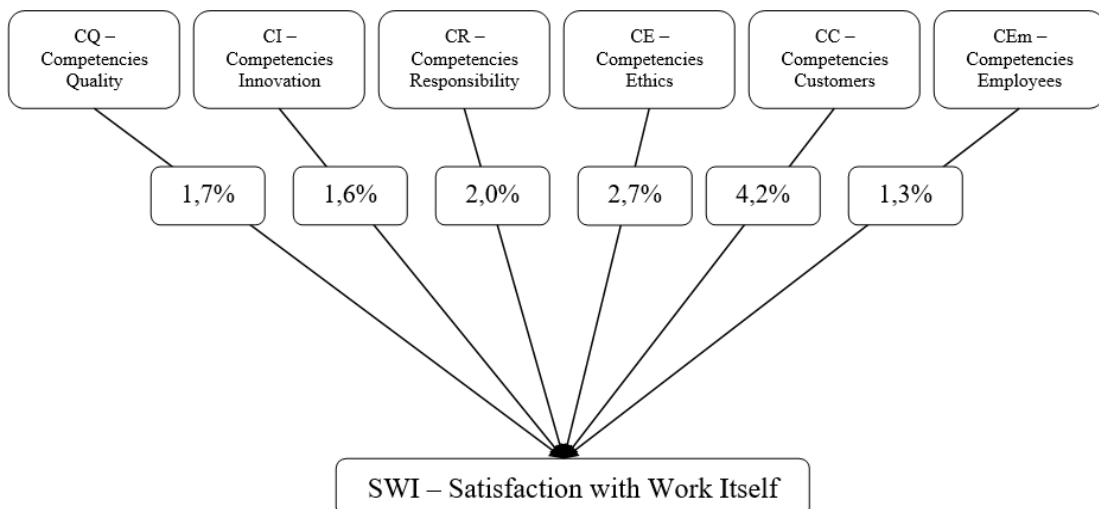 CQ –
Competencies
Quality
CI –
Competencies
Innovation
CR –
Competencies
Responsibility
CE –
Competencies
Ethics
CC –
Competencies
Customers
CEm –
Competencies
Employees
1,7%
1,6%
2,0%
2,7%
4,2%
1,3%
SWI – Satisfaction with Work Itself